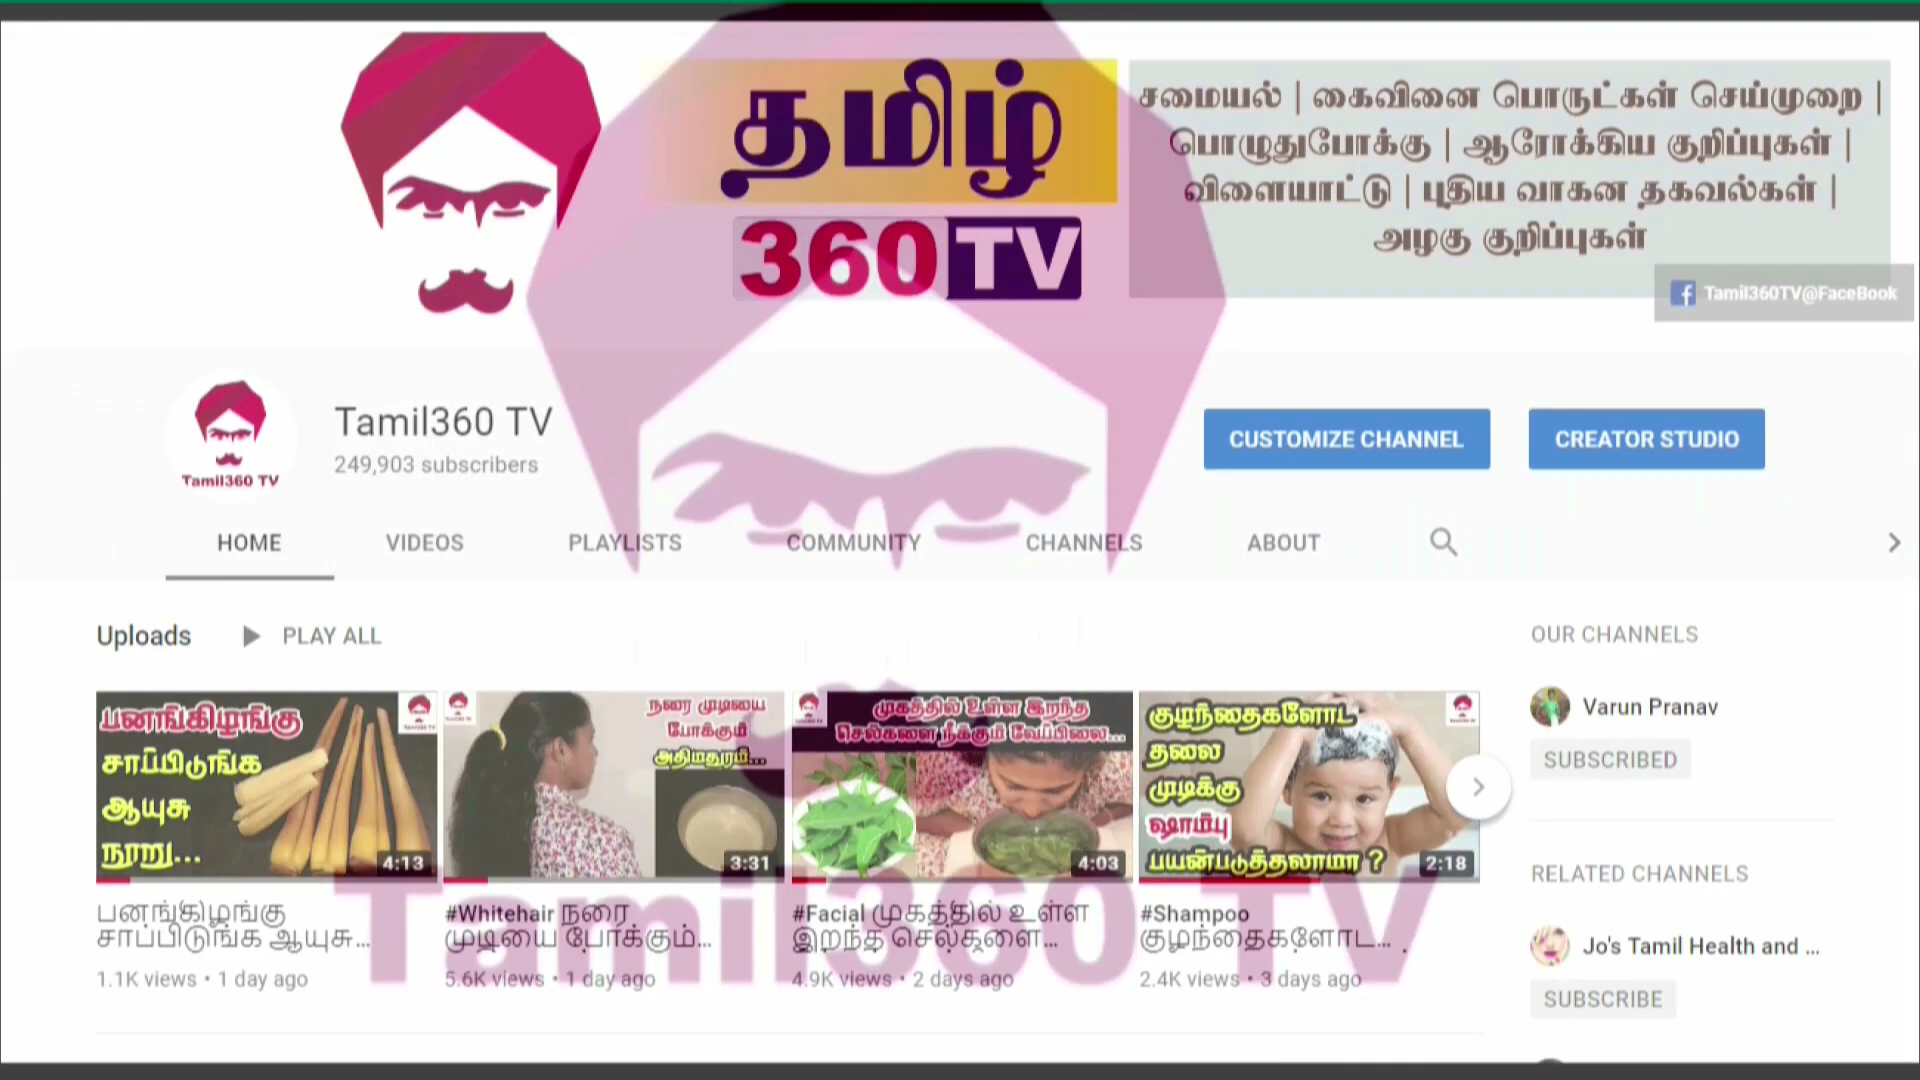 தமிழ்
360 TV
சமையல் | கைவினை பொருட்கள் செய்முறை |
பொழுதுபோக்கு | ஆரோக்கிய குறிப்புகள் |
விளையாட்டு | புதிய வாகன தகவல்கள் |
அழகு குறிப்புகள்
Tamil360TV@FaceBook
Tamil360 TV
Tamil360 TV
249,903 subscribers
CUSTOMIZE CHANNEL
CREATOR STUDIO
HOME
VIDEOS
PLAYLISTS
COMMUNITY
CHANNELS
ABOUT
Uploads
PLAY ALL
பனங்கிழங்கு
சாப்பிடுங்க
ஆயுசு
நூறு...
4:13
பனங்கிழங்கு
சாப்பிடுங்க ஆயுசு...
1.1K views • 1 day ago
நரை முடியை
போக்கும்
அதிமதுரம்...
3:31
#Whitehair நரை
முடியை போக்கும்...
5.6K views • 1 day ago
முகத்தில் உள்ள இறந்த
செல்களை நீக்கும் வேப்பிலை...
4:03
#Facial முகத்தில் உள்ள
இறந்த செல்களை...
4.9K views • 2 days ago
குழந்தைகளோட
தலை
முடிக்கு
ஷாம்பு
பயன்படுத்தலாமா ?
2:18
#Shampoo
குழந்தைகளோட...
2.4K views • 3 days ago
OUR CHANNELS
Varun Pranav
SUBSCRIBED
RELATED CHANNELS
Jo's Tamil Health and ...
SUBSCRIBE
Tamil360 TV